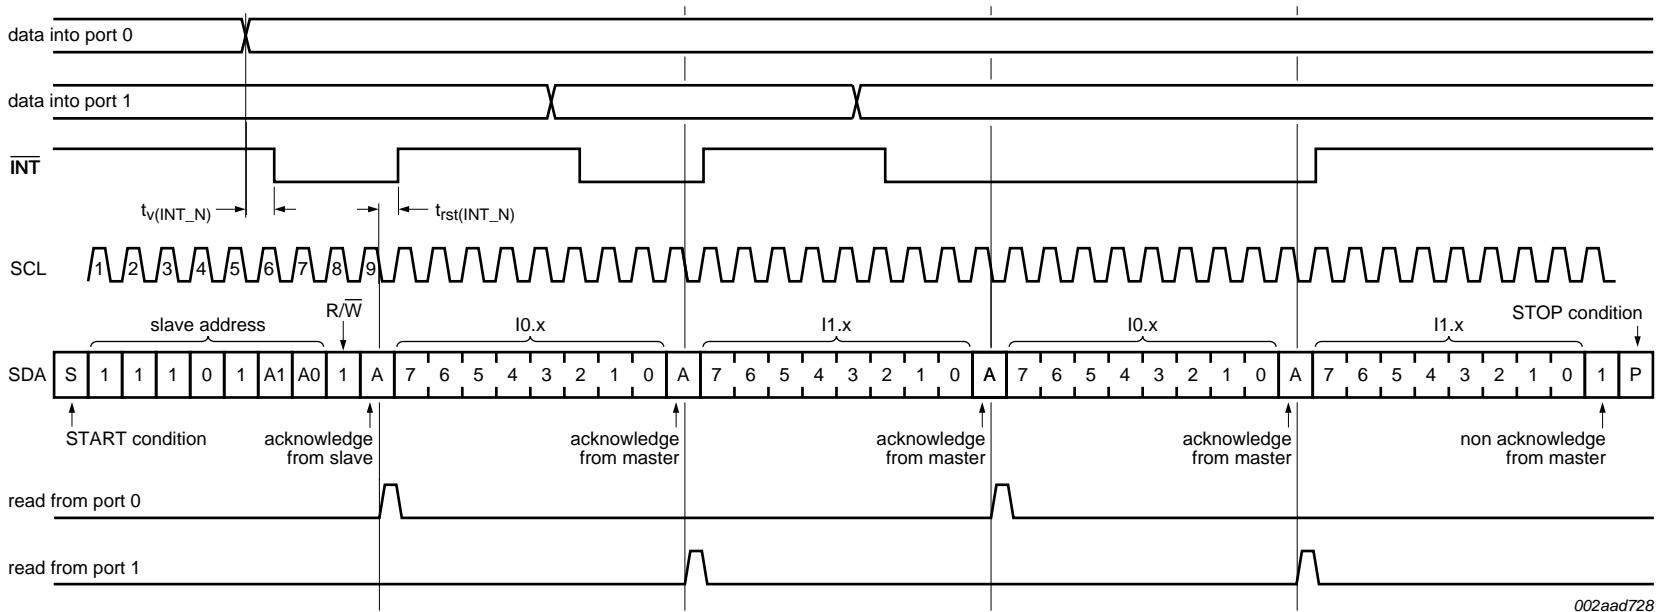 data into port 0
data into port 1
INT
tv(INT_N)
trst(INT_N)
SCL
1 2 3 4 5 6 7 8 9
R/W
STOP condition
slave address
I0.x
I1.x
I0.x
I1.x
SDA S 1 1 1 0 1 A1 A0 1 A 7 6 5 4 3 2 1 0 A 7 6 5 4 3 2 1 0 A 7 6 5 4 3 2 1 0 A 7 6 5 4 3 2 1 0 1 P
START condition
acknowledge
from slave
acknowledge
from master
acknowledge
from master
acknowledge
from master
non acknowledge
from master
read from port 0
read from port 1
002aad728